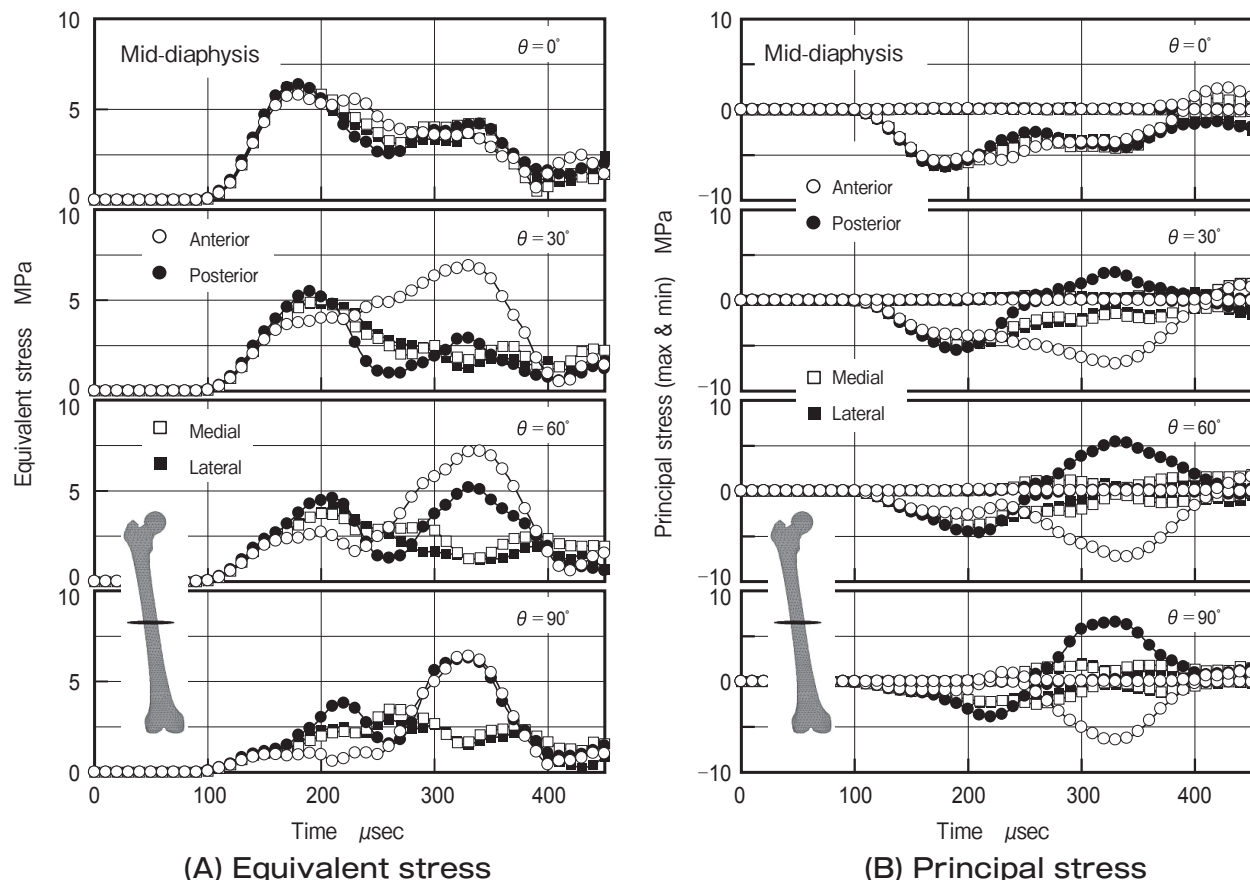 Equivalent stress MPa
10
5
0
Mid-diaphysis
θ = 0°
10
5
0
Anterior
Posterior
θ = 30°
10
5
0
Medial
Lateral
θ = 60°
10
5
0
θ = 90°
0 100 200 300 400
Time μsec
(A) Equivalent stress
Principal stress (max & min) MPa
10
0
−10
Mid-diaphysis
θ = 0°
Anterior
Posterior
10
0
−10
θ = 30°
Medial
Lateral
10
0
−10
θ = 60°
10
0
−10
θ = 90°
0 100 200 300 400
Time μsec
(B) Principal stress